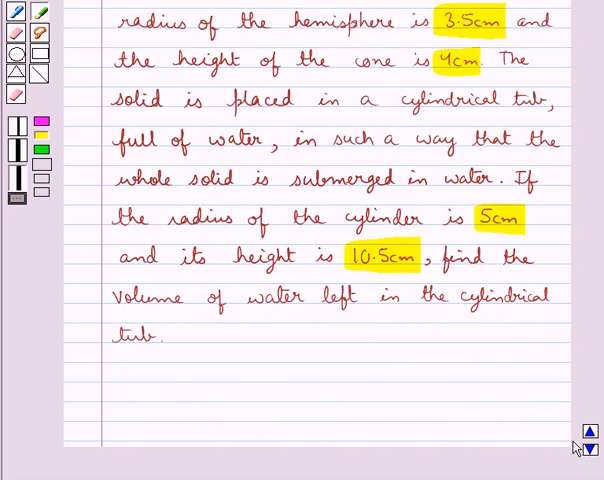 radius of the hemisphere is 3.5cm and
the height of the cone is 4cm. The
solid is placed in a cylindrical tub,
full of water, in such a way that the
whole solid is submerged in water. If
the radius of the cylinder is 5cm
and its height is 10.5cm, find the
volume of water left in the cylindrical
tub.